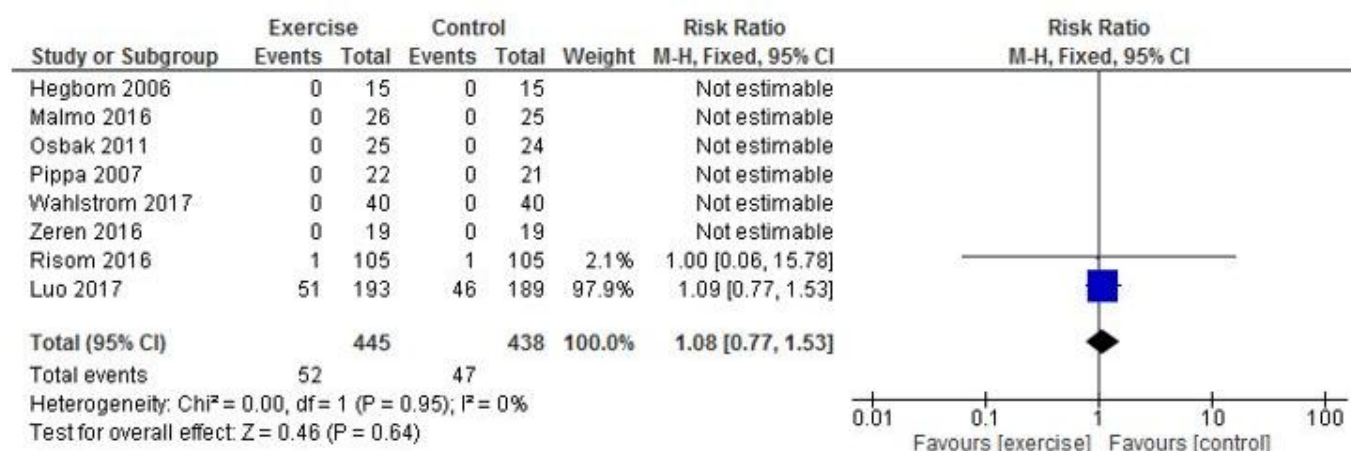 Exercise Control Risk Ratio Risk Ratio
Study or Subgroup Events Total Events Total Weight M-H, Fixed, 95% CI M-H, Fixed, 95% CI
Hegbom 2006 0 15 0 15 Not estimable
Malmo 2016 0 26 0 25 Not estimable
Osbak 2011 0 25 0 24 Not estimable
Pippa 2007 0 22 0 21 Not estimable
Wahlstrom 2017 0 40 0 40 Not estimable
Zeren 2016 0 19 0 19 Not estimable
Risom 2016 1 105 1 105 2.1% 1.00 [0.06, 15.78]
Luo 2017 51 193 46 189 97.9% 1.09 [0.77, 1.53]
Total (95% CI) 445 438 100.0% 1.08 [0.77, 1.53]
Total events 52 47
Heterogeneity: Chi² = 0.00, df = 1 (P = 0.95); I² = 0%
Test for overall effect: Z = 0.46 (P = 0.64)
0.01 0.1 1 10 100
Favours [exercise] Favours [control]